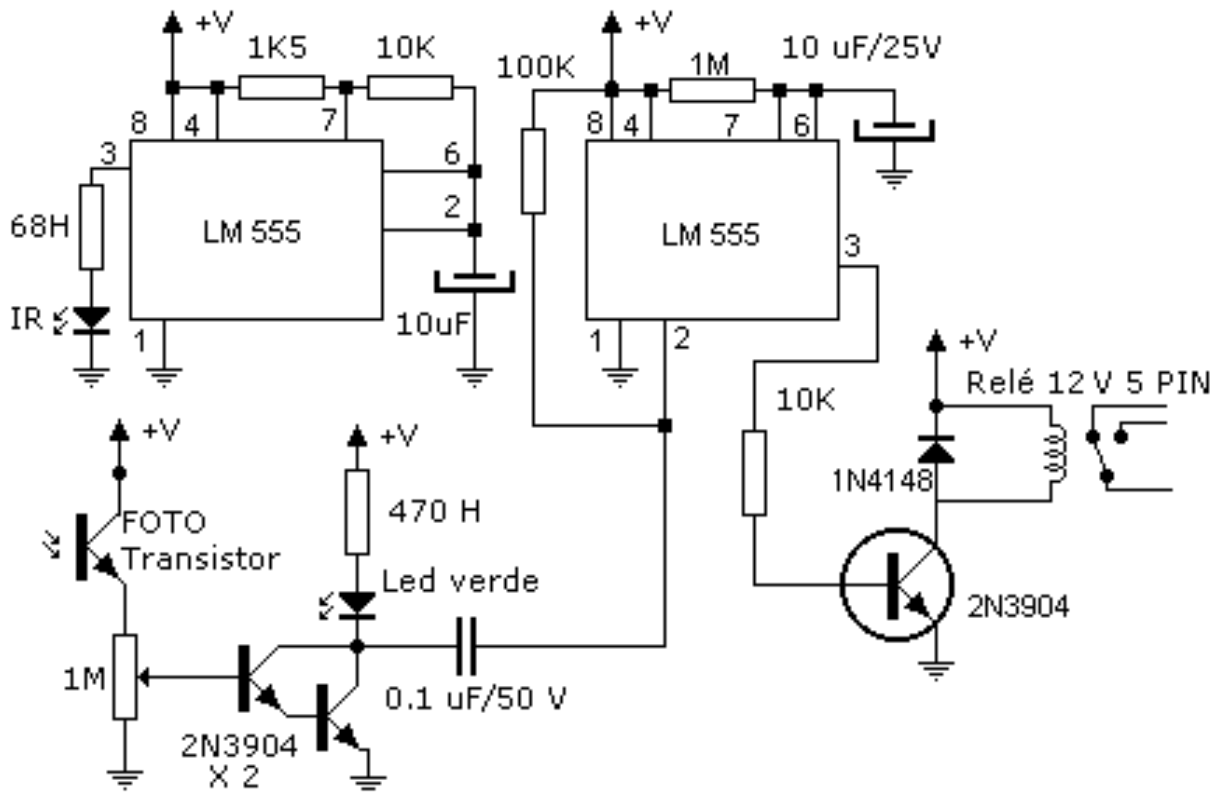 +V
1K5
10K
8
4
7
3
6
2
68H
LM 555
IR
1
10uF
+V
100K
1M
10 uF/25V
8
4
7
6
LM 555
3
1
2
10K
+V
Relé 12 V 5 PIN
1N4148
2N3904
+V
FOTO
Transistor
1M
+V
470 H
Led verde
0.1 uF/50 V
2N3904
X 2